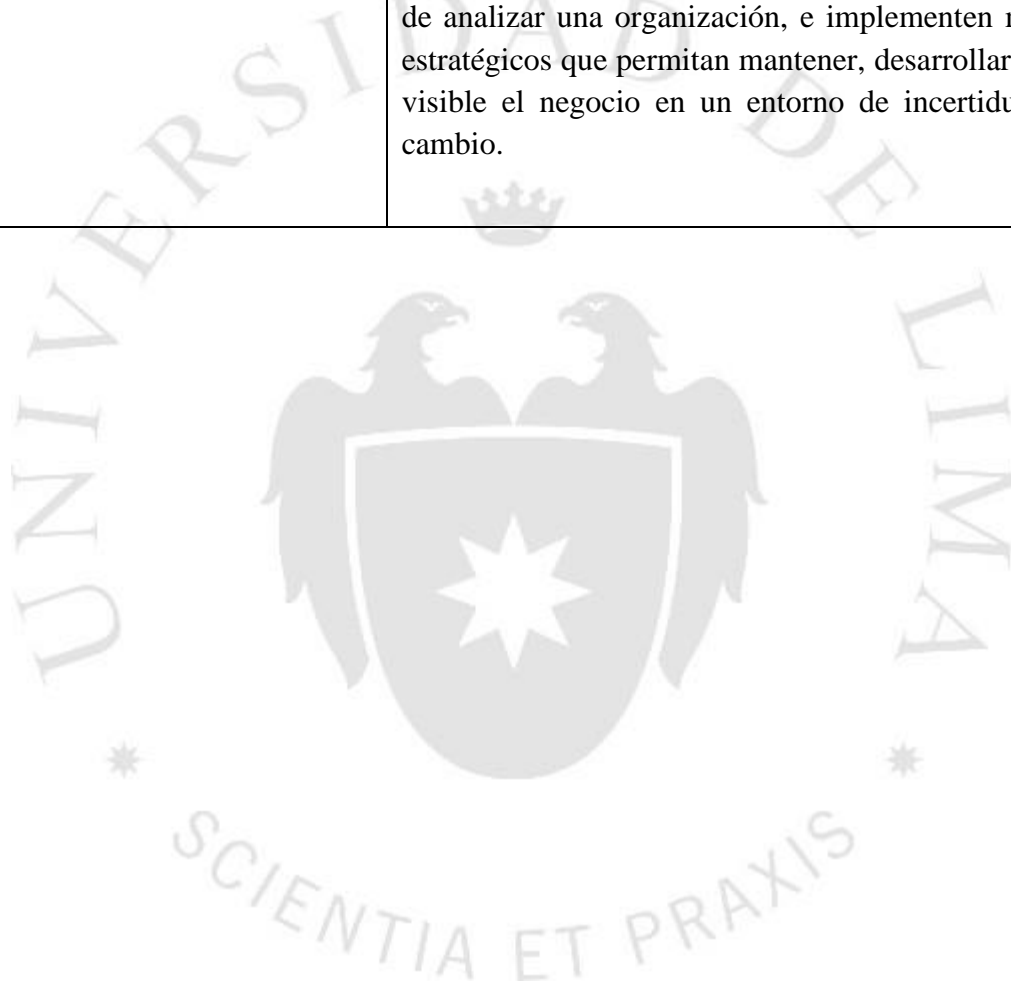 de analizar una organización, e implementen
estratégicos que permitan mantener, desarrollar
visible el negocio en un entorno de
cambio.
UNIVERSIDAD DE LIMA
SCIENTIA ET PRAXIS